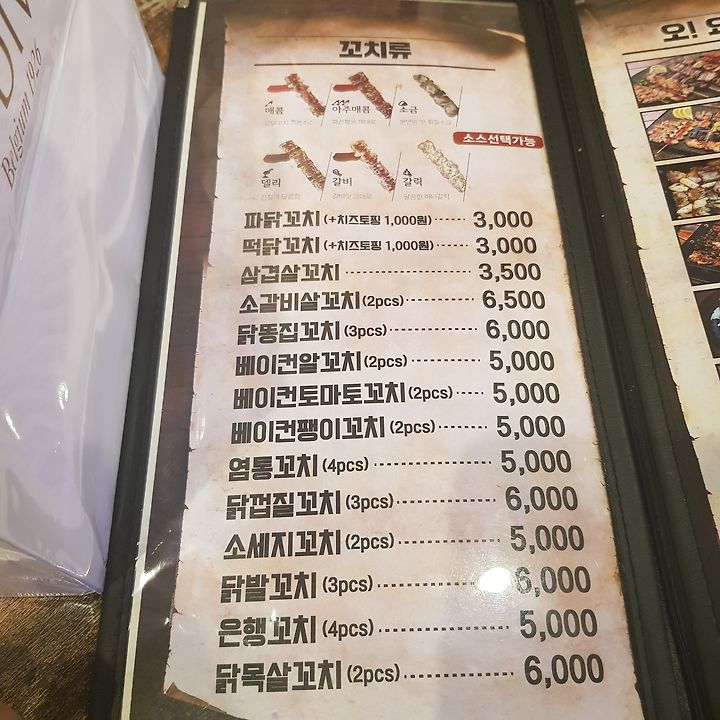 꼬치류
매콤 아주매콤 소금
소스선택가능
델리 갈비 갈릭
파닭꼬치 (+치즈토핑 1,000원) 3,000
떡닭꼬치 (+치즈토핑 1,000원) 3,000
삼겹살꼬치 3,500
소갈비살꼬치 (2pcs) 6,500
닭똥집꼬치 (3pcs) 6,000
베이컨알꼬치 (2pcs) 5,000
베이컨토마토꼬치 (2pcs) 5,000
베이컨팽이꼬치 (2pcs) 5,000
염통꼬치 (4pcs) 5,000
닭껍질꼬치 (3pcs) 6,000
소세지꼬치 (2pcs) 5,000
닭발꼬치 (3pcs) 6,000
은행꼬치 (4pcs) 5,000
닭목살꼬치 (2pcs) 6,000
오!
Belgium 1926